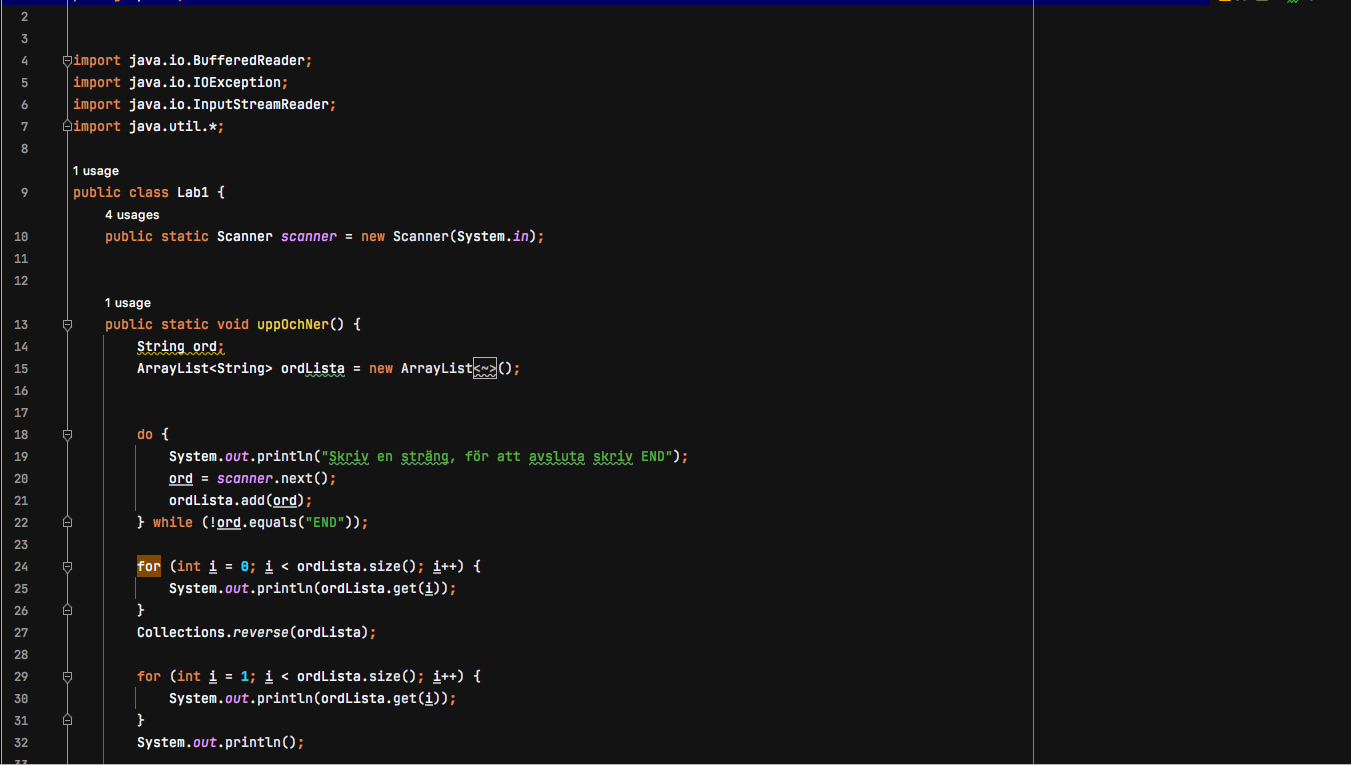 2
3
4 import java.io.BufferedReader;
5 import java.io.IOException;
6 import java.io.InputStreamReader;
7 import java.util.*;
8
1 usage
9 public class Lab1 {
4 usages
10 public static Scanner scanner = new Scanner(System.in);
11
12
1 usage
13 public static void uppOchNer() {
14 String ord;
15 ArrayList<String> ordLista = new ArrayList<~>();
16
17
18 do {
19 System.out.println("Skriv en sträng, för att avsluta skriv END");
20 ord = scanner.next();
21 ordLista.add(ord);
22 } while (!ord.equals("END"));
23
24 for (int i = 0; i < ordLista.size(); i++) {
25 System.out.println(ordLista.get(i));
26 }
27 Collections.reverse(ordLista);
28
29 for (int i = 1; i < ordLista.size(); i++) {
30 System.out.println(ordLista.get(i));
31 }
32 System.out.println();